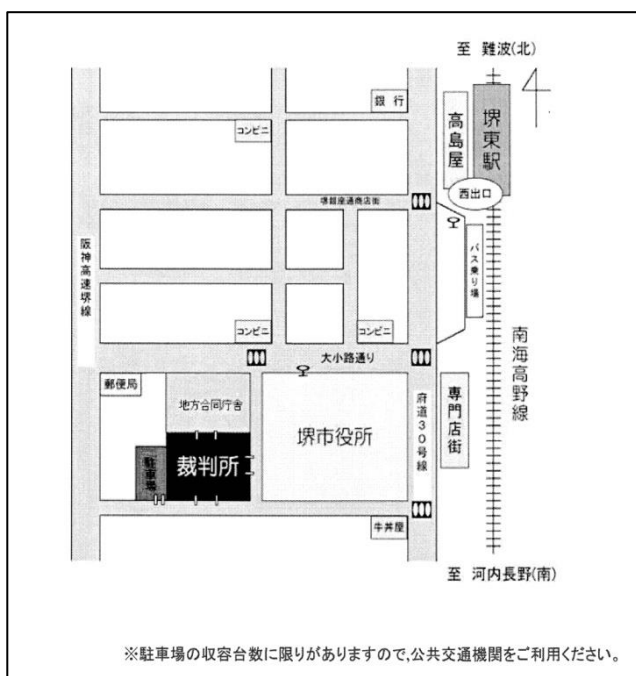 至 難波(北)
銀 行
高島屋
堺東駅
コンビニ
西出口
堺銀座通商店街
バス乗り場
阪神高速堺線
コンビニ
コンビニ
大小路通り
南海高野線
郵便局
地方合同庁舎
府道30号線
専門店街
堺市役所
裁判所
駐車場
牛丼屋
至 河内長野(南)
※駐車場の収容台数に限りがありますので,公共交通機関をご利用ください。